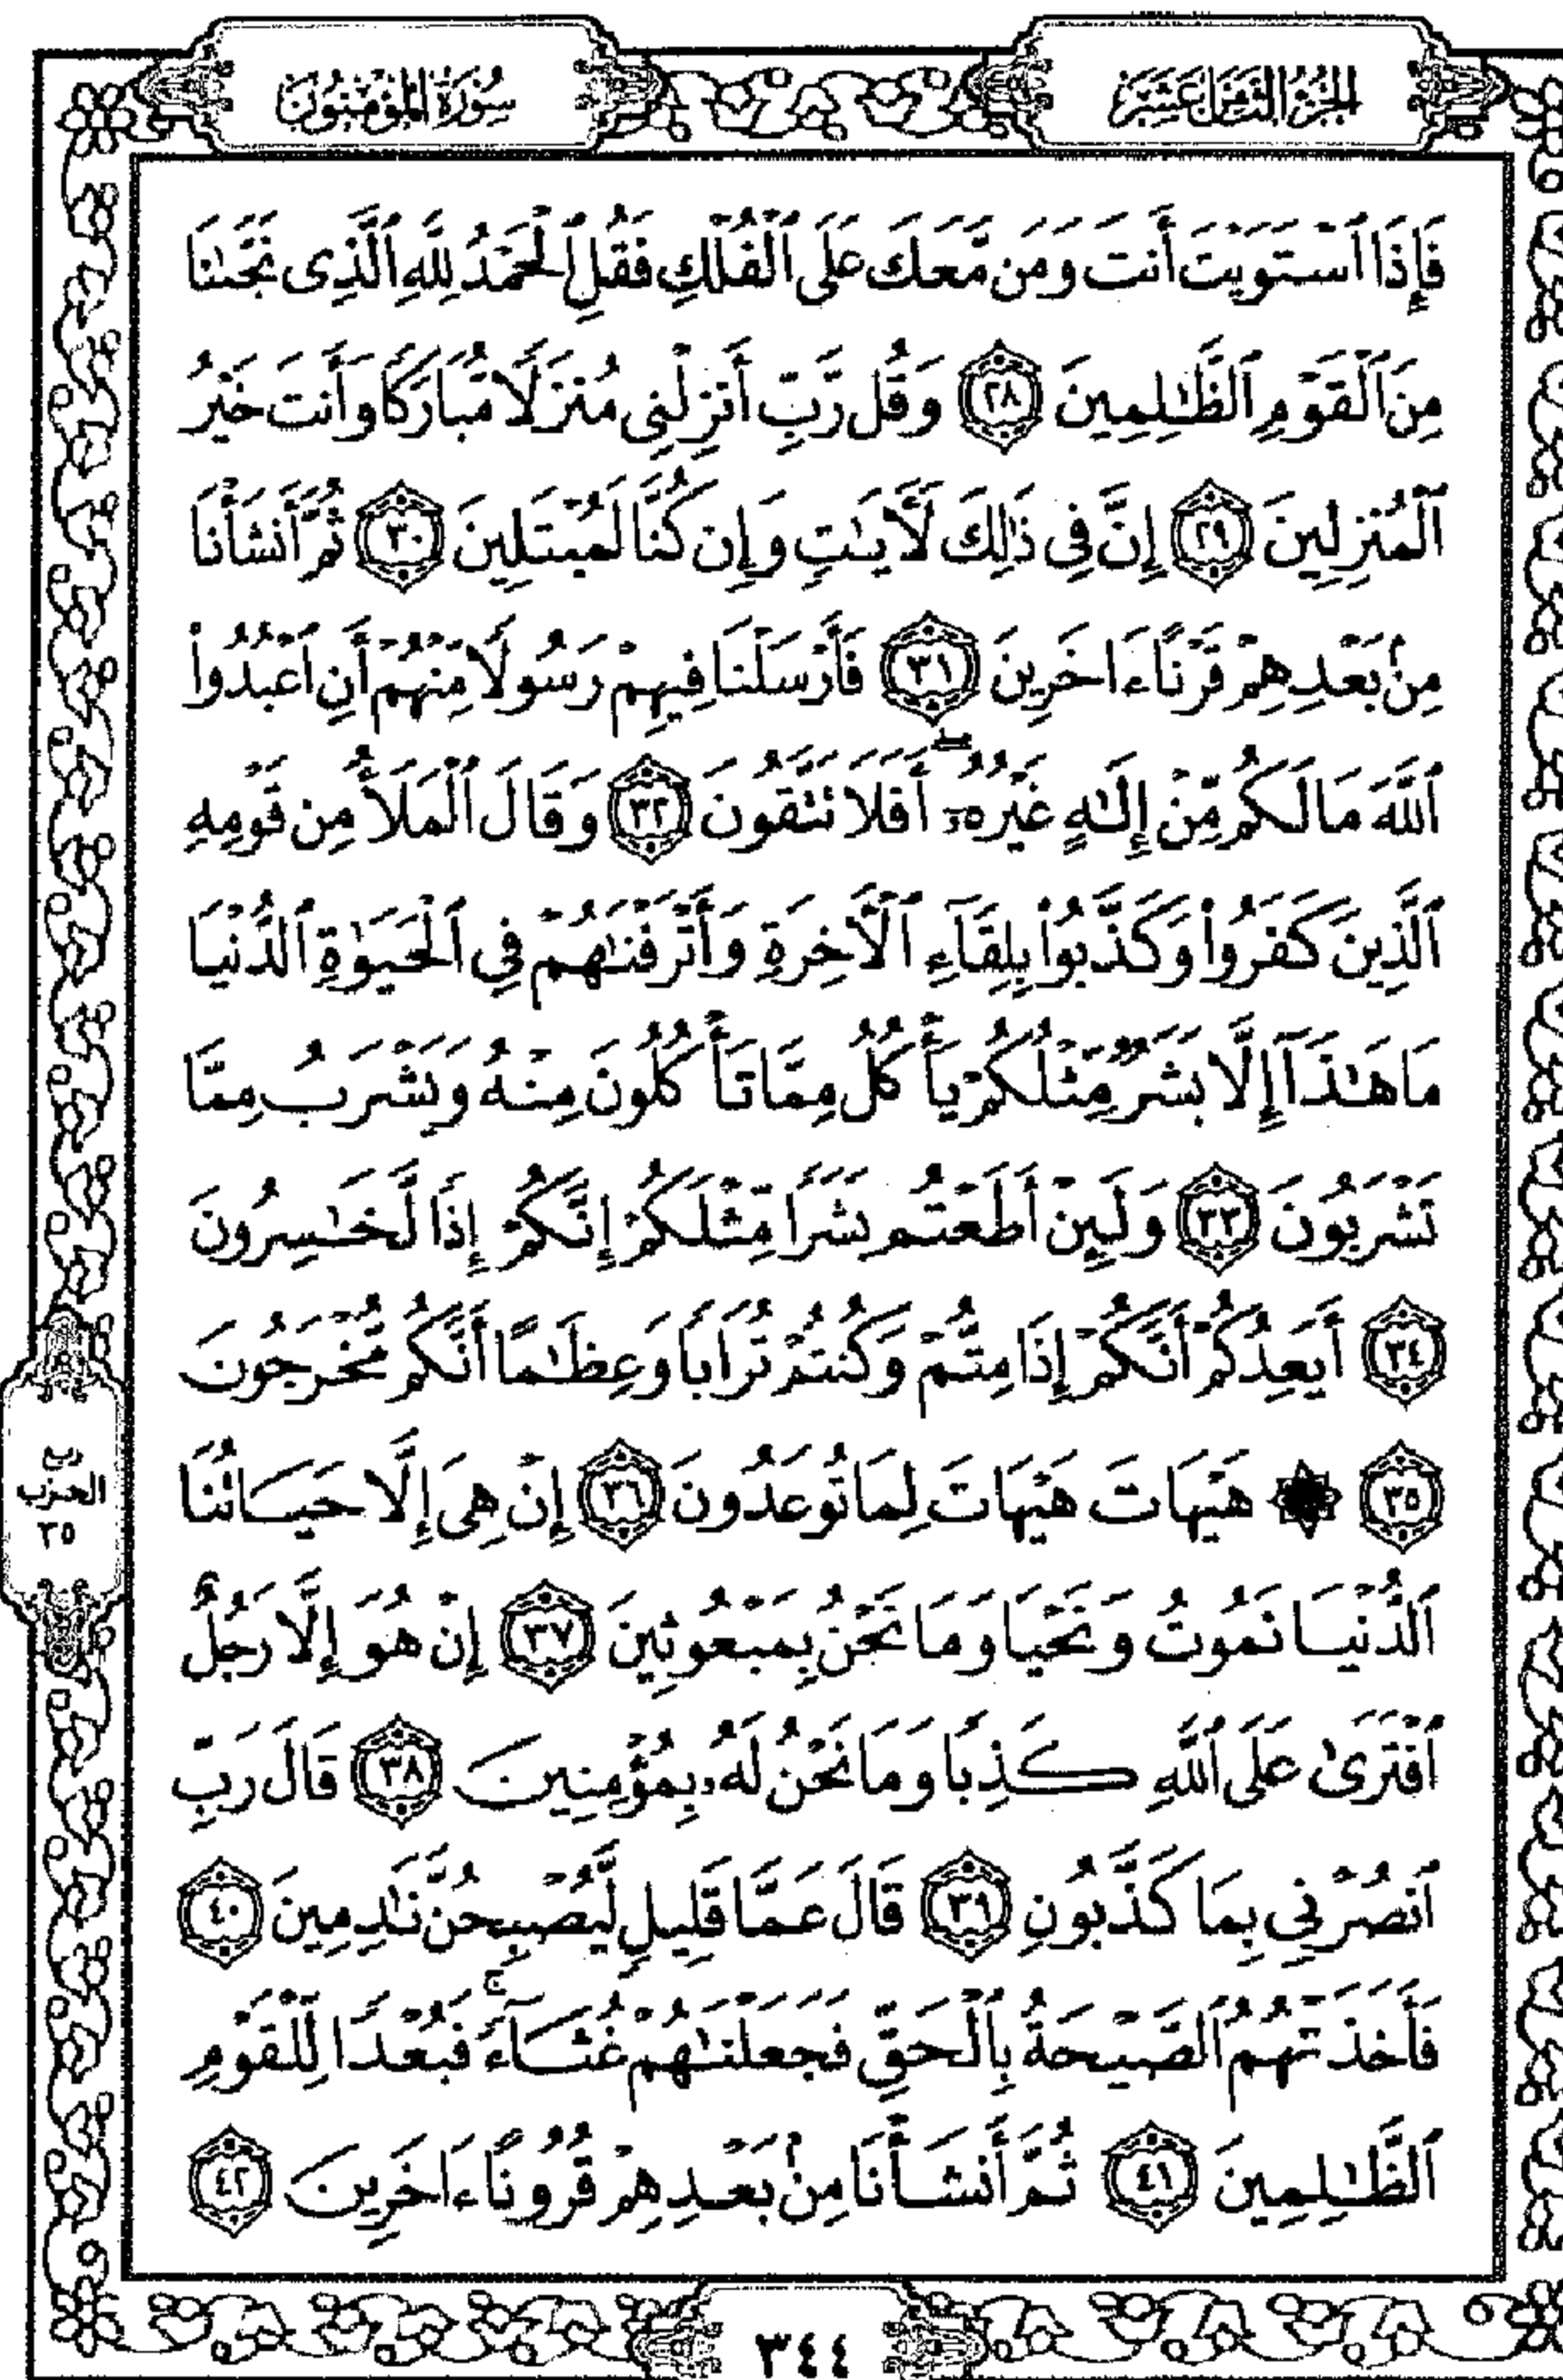 الجزء الثامن عشر
سورة المؤمنون
فَإِذَا ٱسْتَوَيْتَ أَنتَ وَمَن مَّعَكَ عَلَى ٱلْفُلْكِ فَقُلِ ٱلْحَمْدُ لِلَّهِ ٱلَّذِى نَجَّىٰنَا
مِنَ ٱلْقَوْمِ ٱلظَّـٰلِمِينَ ٢٨ وَقُل رَّبِّ أَنزِلْنِى مُنزَلًا مُّبَارَكًا وَأَنتَ خَيْرُ
ٱلْمُنزِلِينَ ٢٩ إِنَّ فِى ذَٰلِكَ لَـَٔايَـٰتٍ وَإِن كُنَّا لَمُبْتَلِينَ ٣٠ ثُمَّ أَنشَأْنَا
مِنۢ بَعْدِهِمْ قَرْنًا ءَاخَرِينَ ٣١ فَأَرْسَلْنَا فِيهِمْ رَسُولًا مِّنْهُمْ أَنِ ٱعْبُدُوا۟
ٱللَّهَ مَا لَكُم مِّنْ إِلَـٰهٍ غَيْرُهُۥٓ ۖ أَفَلَا تَتَّقُونَ ٣٢ وَقَالَ ٱلْمَلَأُ مِن قَوْمِهِ
ٱلَّذِينَ كَفَرُوا۟ وَكَذَّبُوا۟ بِلِقَآءِ ٱلْـَٔاخِرَةِ وَأَتْرَفْنَـٰهُمْ فِى ٱلْحَيَوٰةِ ٱلدُّنْيَا
مَا هَـٰذَآ إِلَّا بَشَرٌ مِّثْلُكُمْ يَأْكُلُ مِمَّا تَأْكُلُونَ مِنْهُ وَيَشْرَبُ مِمَّا
تَشْرَبُونَ ٣٣ وَلَئِنْ أَطَعْتُم بَشَرًا مِّثْلَكُمْ إِنَّكُمْ إِذًا لَّخَـٰسِرُونَ
٣٤ أَيَعِدُكُمْ أَنَّكُمْ إِذَا مِتُّمْ وَكُنتُمْ تُرَابًا وَعِظَـٰمًا أَنَّكُم مُّخْرَجُونَ
٣٥ ۞ هَيْهَاتَ هَيْهَاتَ لِمَا تُوعَدُونَ ٣٦ إِنْ هِىَ إِلَّا حَيَاتُنَا
ٱلدُّنْيَا نَمُوتُ وَنَحْيَا وَمَا نَحْنُ بِمَبْعُوثِينَ ٣٧ إِنْ هُوَ إِلَّا رَجُلٌ
ٱفْتَرَىٰ عَلَى ٱللَّهِ كَذِبًا وَمَا نَحْنُ لَهُۥ بِمُؤْمِنِينَ ٣٨ قَالَ رَبِّ
ٱنصُرْنِى بِمَا كَذَّبُونِ ٣٩ قَالَ عَمَّا قَلِيلٍ لَّيُصْبِحُنَّ نَـٰدِمِينَ ٤٠
فَأَخَذَتْهُمُ ٱلصَّيْحَةُ بِٱلْحَقِّ فَجَعَلْنَـٰهُمْ غُثَآءً ۚ فَبُعْدًا لِّلْقَوْمِ
ٱلظَّـٰلِمِينَ ٤١ ثُمَّ أَنشَأْنَا مِنۢ بَعْدِهِمْ قُرُونًا ءَاخَرِينَ ٤٢
ربع
الحزب
٣٥
٣٤٤